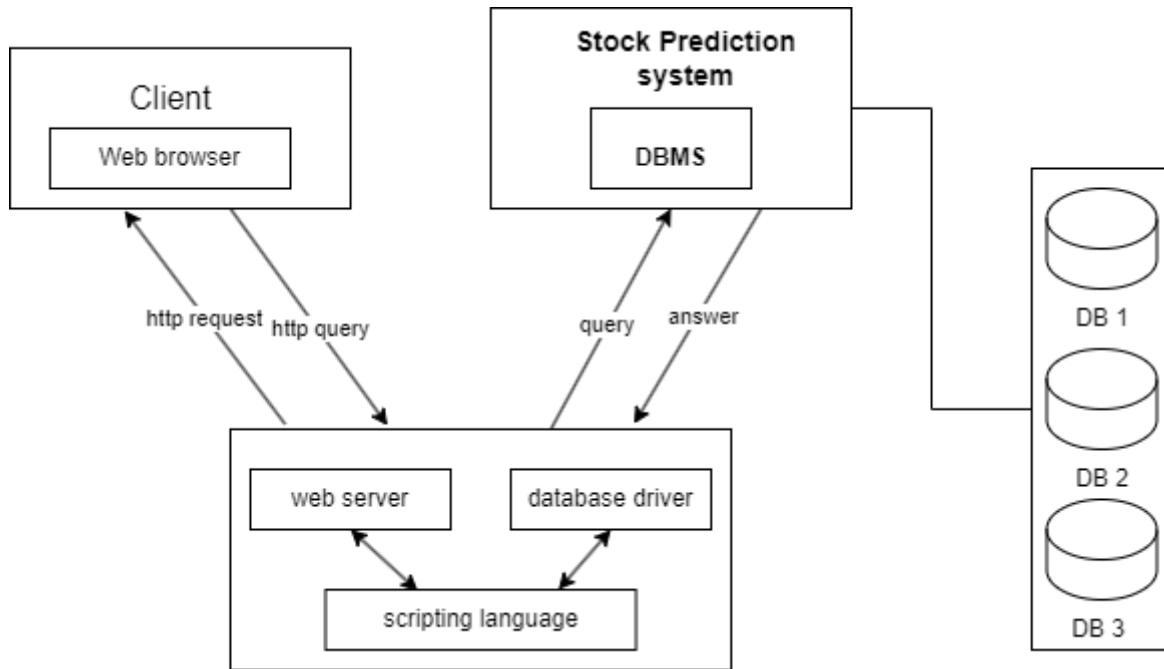 Client
Web browser
Stock Prediction
system
DBMS
http request
http query
query
answer
web server
database driver
scripting language
DB 1
DB 2
DB 3